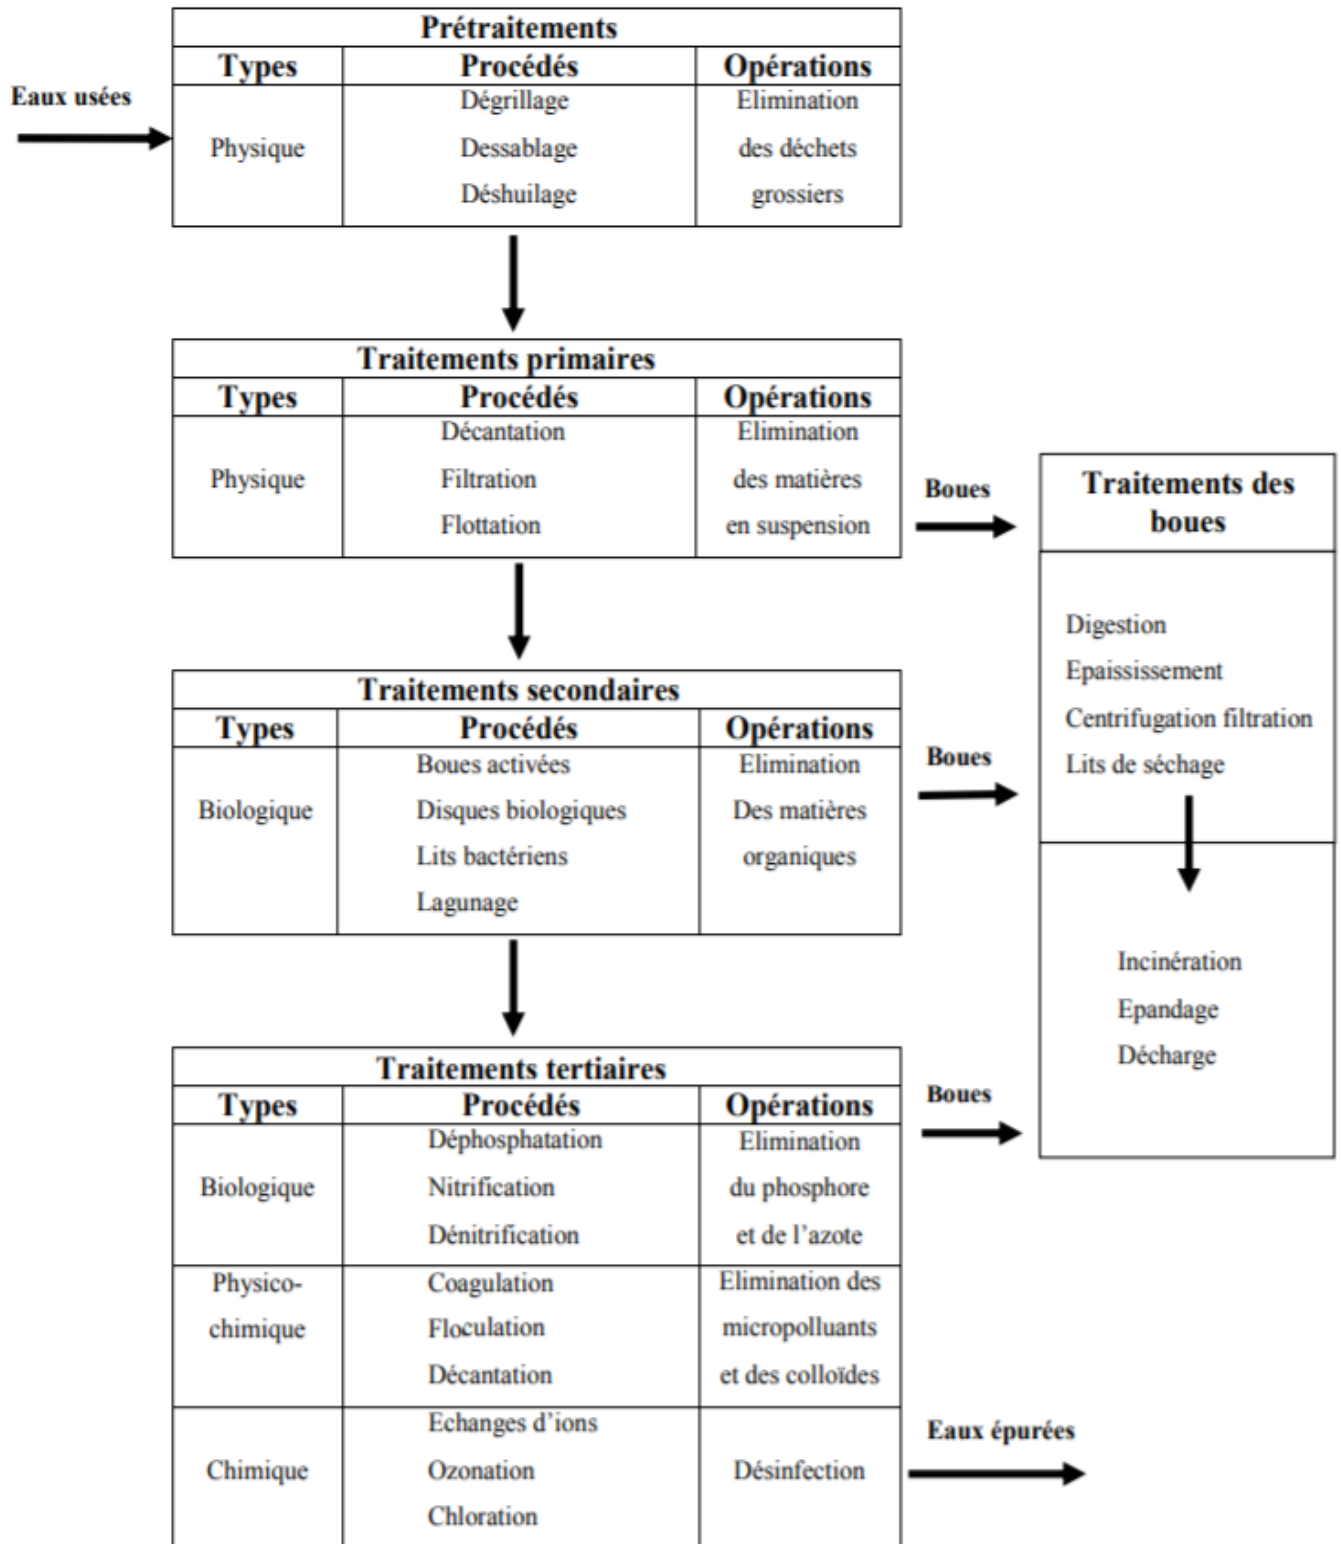 Prétraitements
Types Procédés Opérations
Eaux usées
Dégrillage Elimination
Physique Dessablage des déchets
Déshuilage grossiers
Traitements primaires
Types Procédés Opérations
Décantation Elimination
Physique Filtration des matières
Flottation en suspension
Boues
Traitements secondaires
Types Procédés Opérations
Boues activées Elimination
Biologique Disques biologiques Des matières
Lits bactériens organiques
Lagunage
Boues
Traitements tertiaires
Types Procédés Opérations
Déphosphatation Elimination
Biologique Nitrification du phosphore
Dénitrification et de l’azote
Physico- Coagulation Elimination des
chimique Floculation micropolluants
Décantation et des colloïdes
Echanges d’ions
Chimique Ozonation Désinfection
Chloration
Boues
Eaux épurées
Traitements des
boues
Digestion
Epaississement
Centrifugation filtration
Lits de séchage
Incinération
Epandage
Décharge